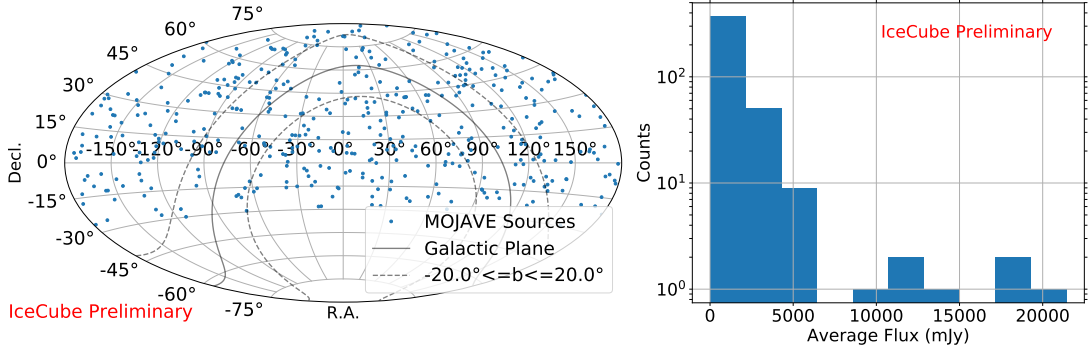 75°
60°
45°
30°
15°
0°
-15°
-30°
-45°
-60°
-75°
Decl.
-150° -120° -90° -60° -30° 0° 30° 60° 90° 120° 150°
MOJAVE Sources
Galactic Plane
-20.0°<=b<=20.0°
R.A.
IceCube Preliminary
IceCube Preliminary
Counts
10²
10¹
10⁰
0 5000 10000 15000 20000
Average Flux (mJy)